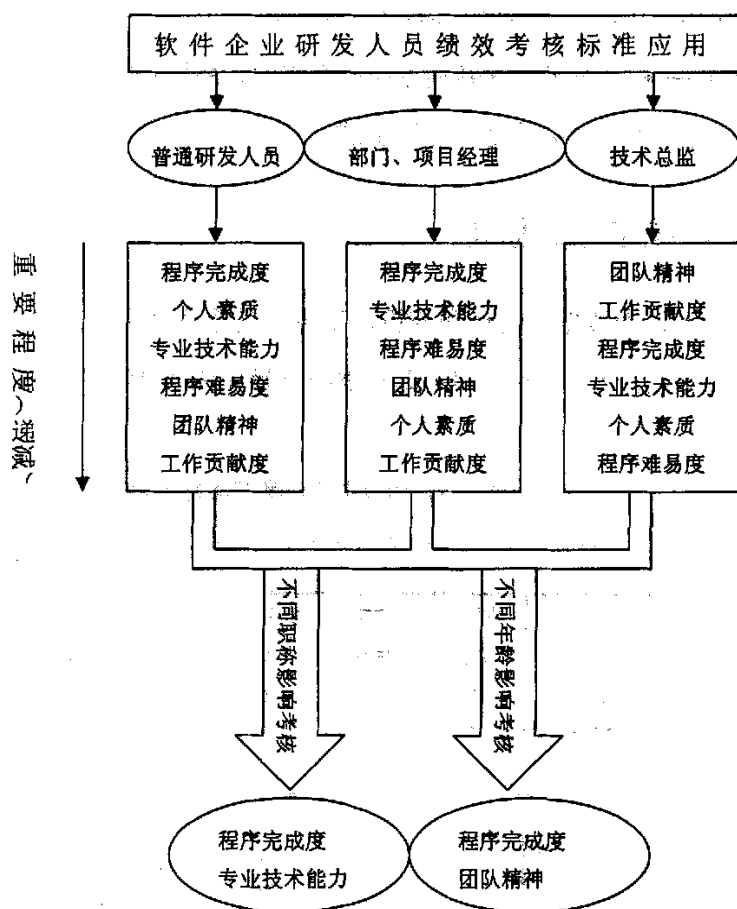 软件企业研发人员绩效考核标准应用
普通研发人员
部门、项目经理
技术总监
重要程度（递减）
程序完成度
个人素质
专业技术能力
程序难易度
团队精神
工作贡献度
程序完成度
专业技术能力
程序难易度
团队精神
个人素质
工作贡献度
团队精神
工作贡献度
程序完成度
专业技术能力
个人素质
程序难易度
不同职称影响考核
不同年龄影响考核
程序完成度
专业技术能力
程序完成度
团队精神